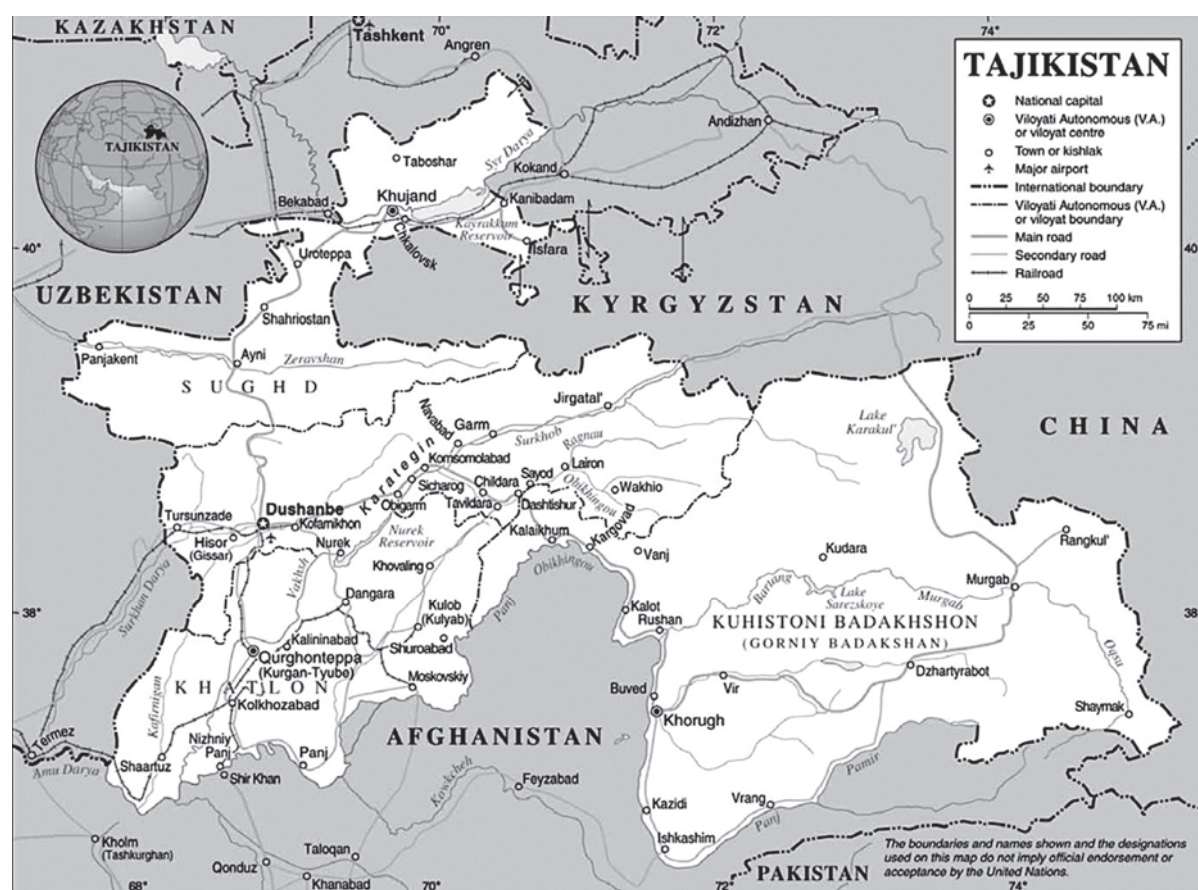 KAZAKHSTAN
70°
72°
74°
Tashkent
Angren
TAJIKISTAN
National capital
Viloyati Autonomous (V.A.)
or viloyat centre
Town or kishlak
Major airport
International boundary
Viloyati Autonomous (V.A.)
or viloyat boundary
Main road
Secondary road
Railroad
0 25 50 75 100 km
0 25 50 75 mi
TAJIKISTAN
Andizhan
Syr Darya
Taboshar
Kokand
Khujand
Kanibadam
Bekabad
Chkalovsk
Kayrakkum
Reservoir
Isfara
40°
40°
Uroteppa
UZBEKISTAN
KYRGYZSTAN
Shahriostan
Panjakent
Ayni
Zeravshan
SUGHD
Jirgatal'
Navabad
Garm
Surkhob
Lake
Karakul'
CHINA
Karategin
Komsomolabad
Ragnau
Lairon
Sicharog
Childara
Sayod
Obikhingou
Wakhio
Obigarm
Tavildara
Dashtishur
Dushanbe
Tursunzade
Kofarnikhon
Hisor
(Gissar)
Nurek
Nurek
Reservoir
Kalaikhum
Kargovad
Vanj
Rangkul'
Kudara
Vakhsh
Khovaling
Obikhingou
Surkhan Darya
Murgab
Bartang
Lake
Sarezskoye
Murgab
Dangara
Panj
38°
38°
Kulob
(Kulyab)
Kalot
Rushan
KUHISTONI BADAKHSHON
(GORNIY BADAKSHAN)
Kalininabad
Shuroabad
Oqsu
Qurghonteppa
(Kurgan-Tyube)
Dzhartyrabot
KHATLON
Moskovskiy
Vir
Buved
Kafirnigan
Kolkhozabad
Khorugh
Shaymak
AFGHANISTAN
Termez
Nizhniy
Panj
Panj
Shaartuz
Amu Darya
Shir Khan
Kowkcheh
Feyzabad
Pamir
Kazidi
Vrang
Panj
Ishkashim
Kholm
(Tashkurghan)
Taloqan
Qonduz
Khanabad
PAKISTAN
The boundaries and names shown and the designations
used on this map do not imply official endorsement or
acceptance by the United Nations.
68°
70°
72°
74°